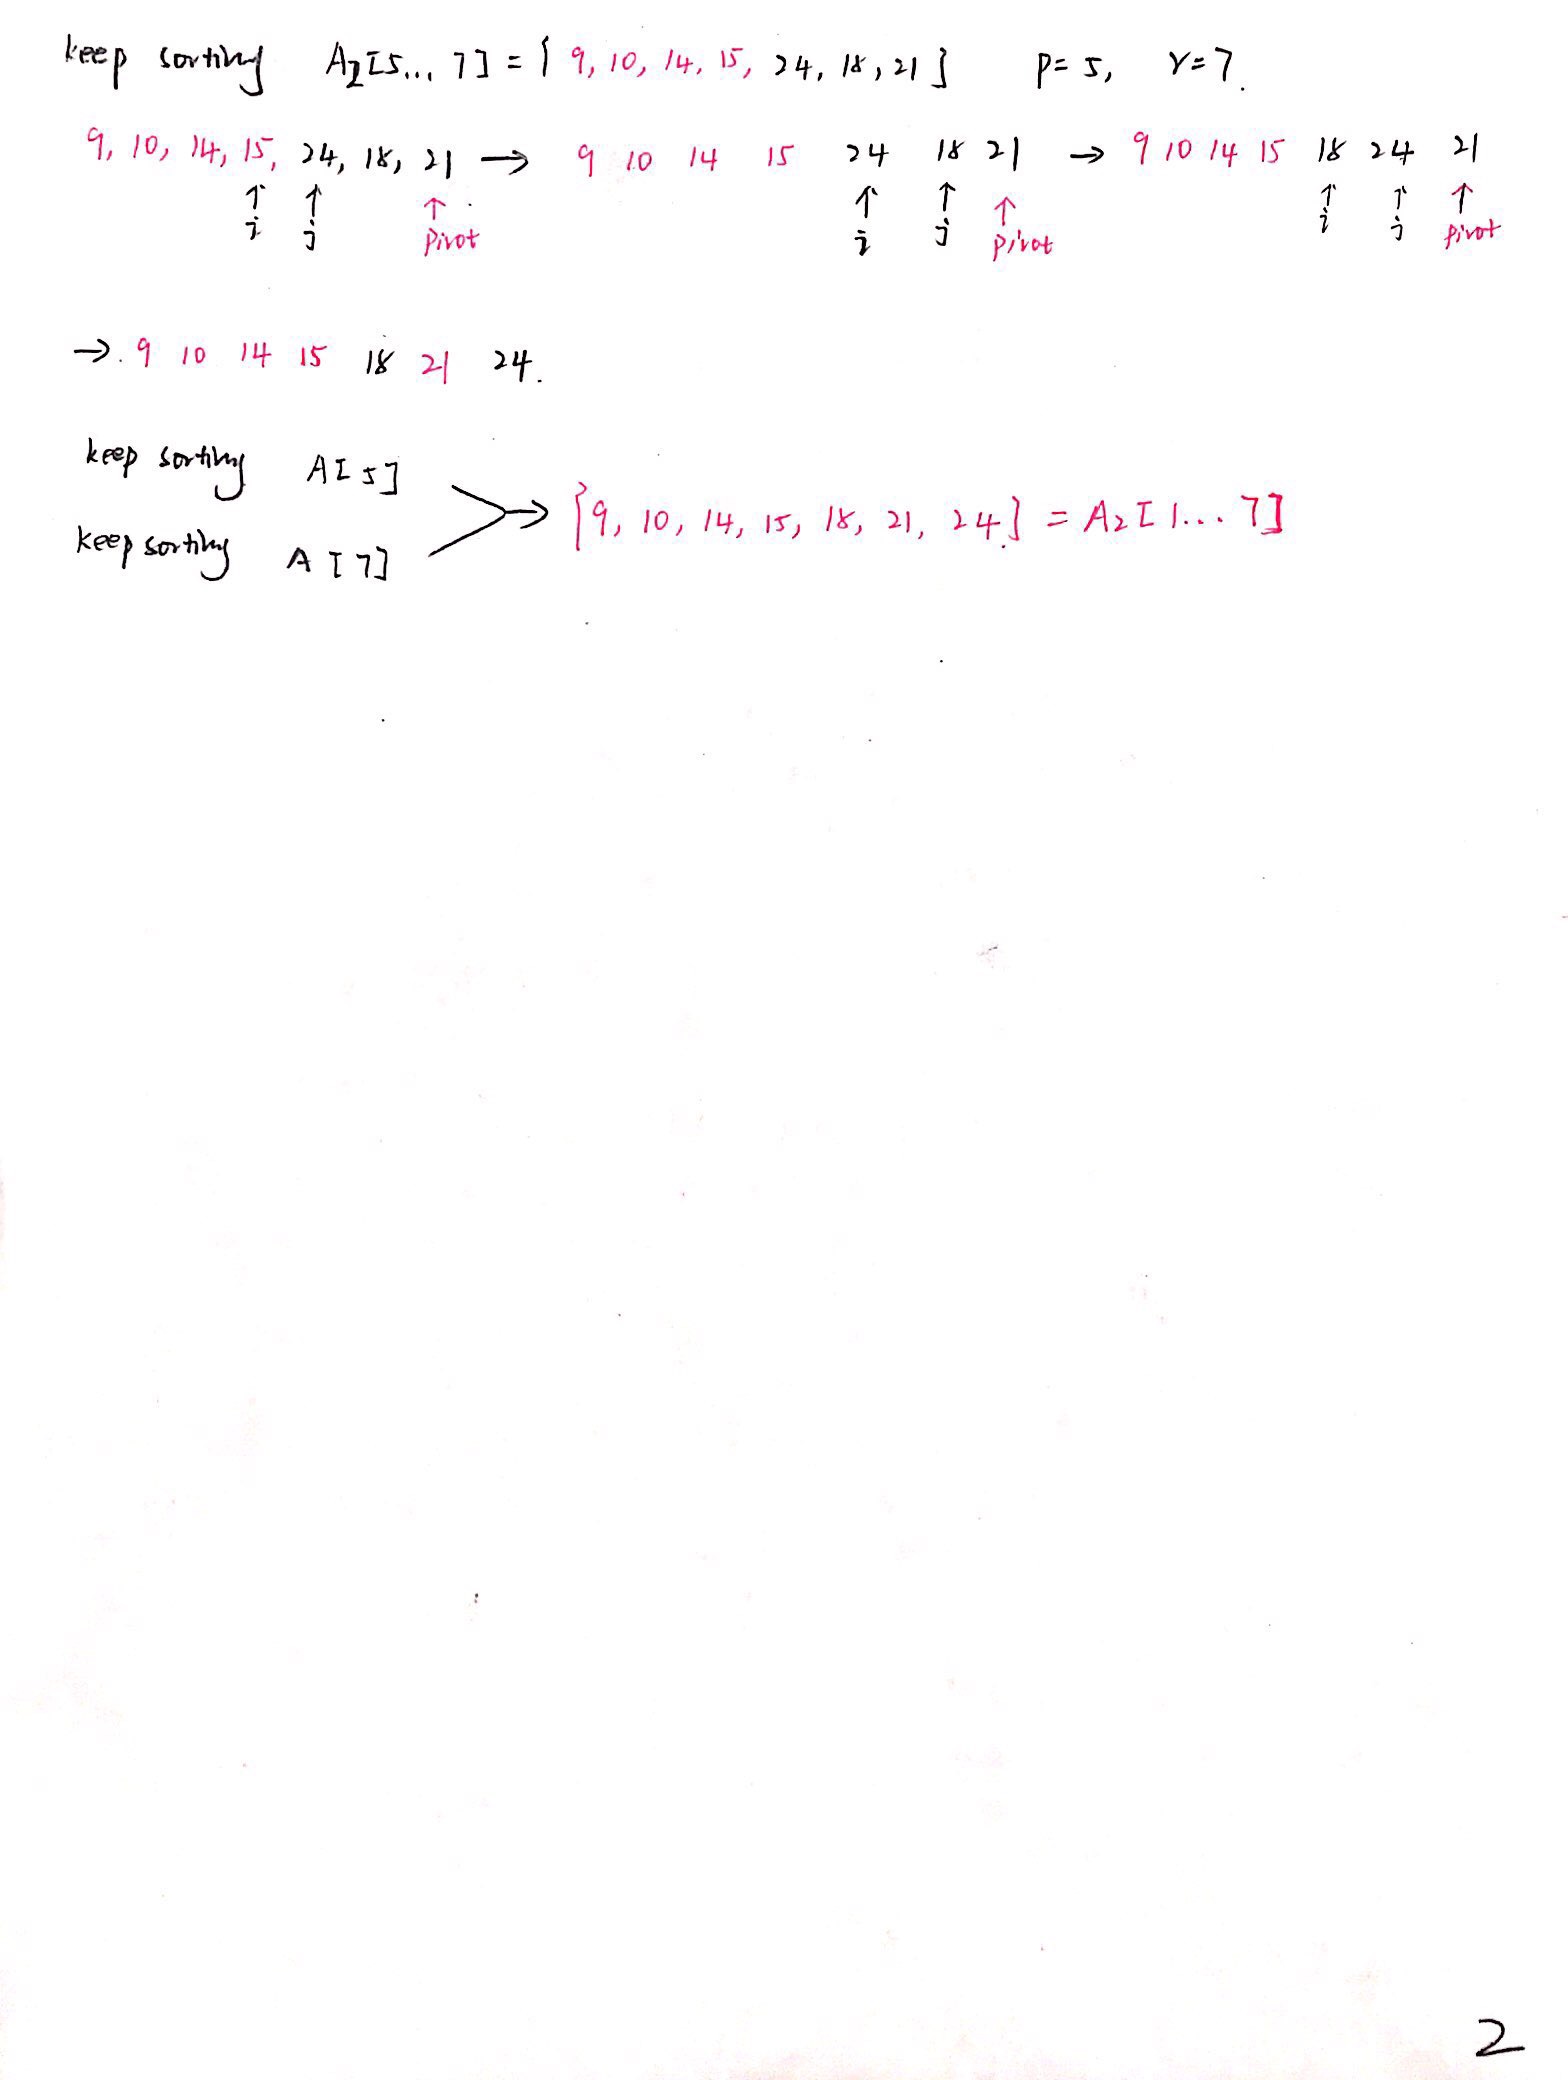 keep sorting A2[5... 7] = { 9, 10, 14, 15, 24, 18, 21 } p= 5, r=7.
9, 10, 14, 15, 24, 18, 21 → 9 10 14 15 24 18 21 → 9 10 14 15 18 24 21
↑ ↑ ↑ ↑ ↑ ↑ ↑ ↑ ↑
i j pivot i j pivot i j pivot
→ 9 10 14 15 18 21 24.
keep sorting A[5]
→ {9, 10, 14, 15, 18, 21, 24} = A2[1... 7]
keep sorting A[7]
2